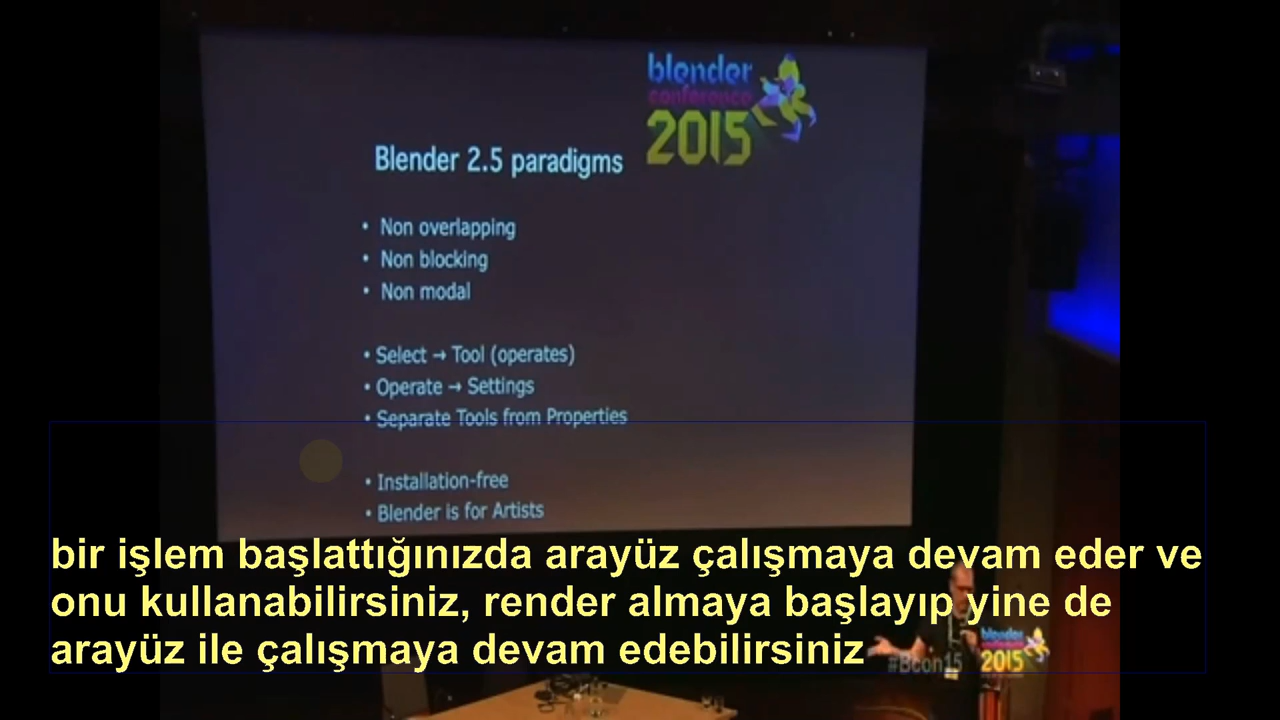 blender
conference
2015
Blender 2.5 paradigms
• Non overlapping
• Non blocking
• Non modal
• Select → Tool (operates)
• Operate → Settings
• Separate Tools from Properties
• Installation-free
• Blender is for Artists
bir işlem başlattığınızda arayüz çalışmaya devam eder ve
onu kullanabilirsiniz, render almaya başlayıp yine de
arayüz ile çalışmaya devam edebilirsiniz
#Bcon15
blender
2015